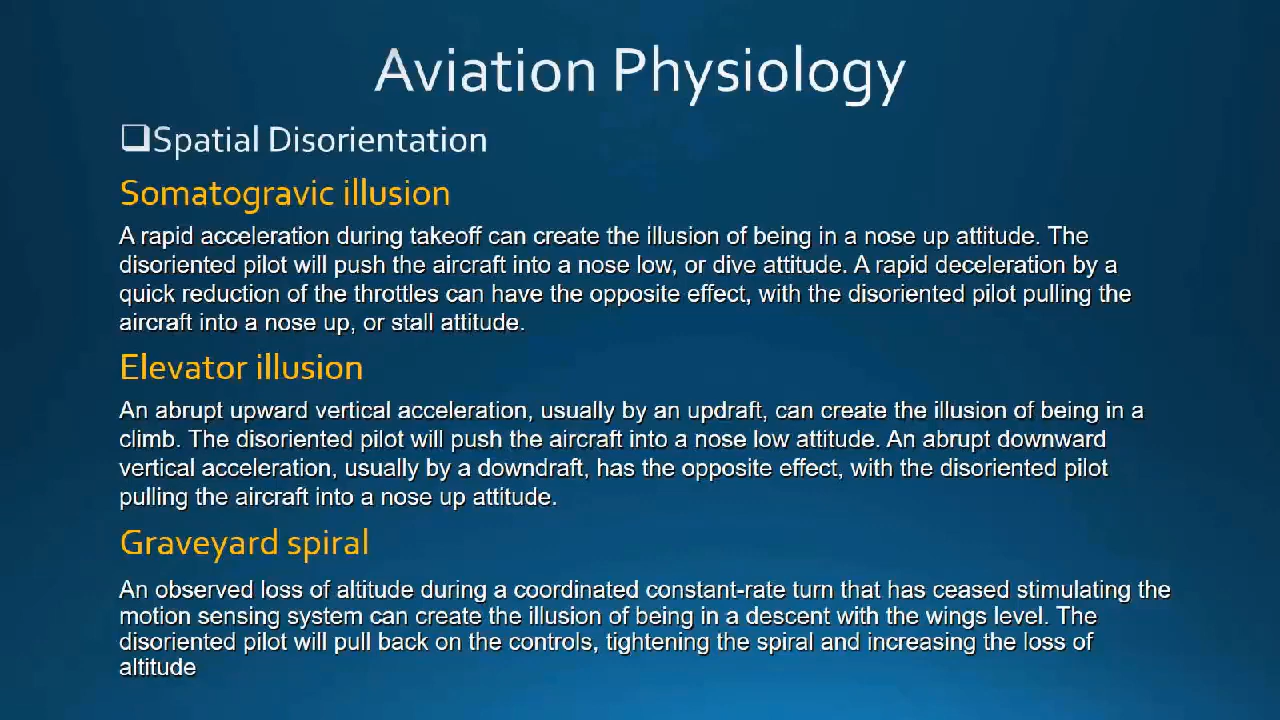 Aviation Physiology
❑Spatial Disorientation
Somatogravic illusion
A rapid acceleration during takeoff can create the illusion of being in a nose up attitude. The
disoriented pilot will push the aircraft into a nose low, or dive attitude. A rapid deceleration by a
quick reduction of the throttles can have the opposite effect, with the disoriented pilot pulling the
aircraft into a nose up, or stall attitude.
Elevator illusion
An abrupt upward vertical acceleration, usually by an updraft, can create the illusion of being in a
climb. The disoriented pilot will push the aircraft into a nose low attitude. An abrupt downward
vertical acceleration, usually by a downdraft, has the opposite effect, with the disoriented pilot
pulling the aircraft into a nose up attitude.
Graveyard spiral
An observed loss of altitude during a coordinated constant-rate turn that has ceased stimulating the
motion sensing system can create the illusion of being in a descent with the wings level. The
disoriented pilot will pull back on the controls, tightening the spiral and increasing the loss of
altitude